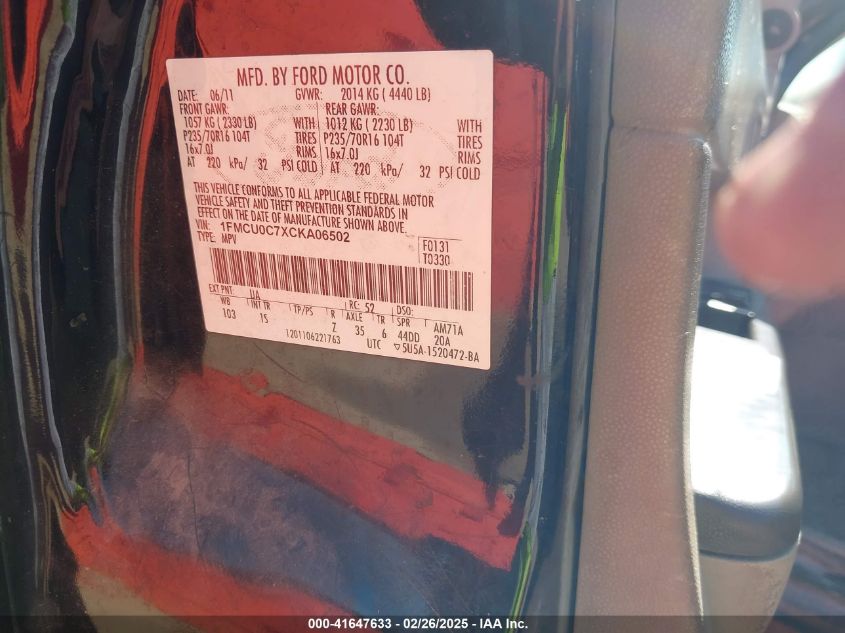 MFD. BY FORD MOTOR CO.
DATE: 06/11 GVWR: 2014 KG ( 4440 LB)
FRONT GAWR: REAR GAWR:
1057 KG ( 2330 LB) WITH 1012 KG ( 2230 LB) WITH
P235/70R16 104T TIRES P235/70R16 104T TIRES
16x7.0J RIMS 16x7.0J RIMS
AT 220 kPa/ 32 PSI COLD AT 220 kPa/ 32 PSI COLD
THIS VEHICLE CONFORMS TO ALL APPLICABLE FEDERAL MOTOR
VEHICLE SAFETY AND THEFT PREVENTION STANDARDS IN
EFFECT ON THE DATE OF MANUFACTURE SHOWN ABOVE.
VIN: 1FMCU0C7XCKA06502
TYPE: MPV
F0131
T0330
EXT PNT: UA RC: 52 DSO:
WB INT TR TP/PS R AXLE TR SPR AM71A
103 1S Z 35 6 44DD 20A
1201106221763 UTC ▽SU5A-1520472-BA
000-41647633 - 02/26/2025 - IAA Inc.